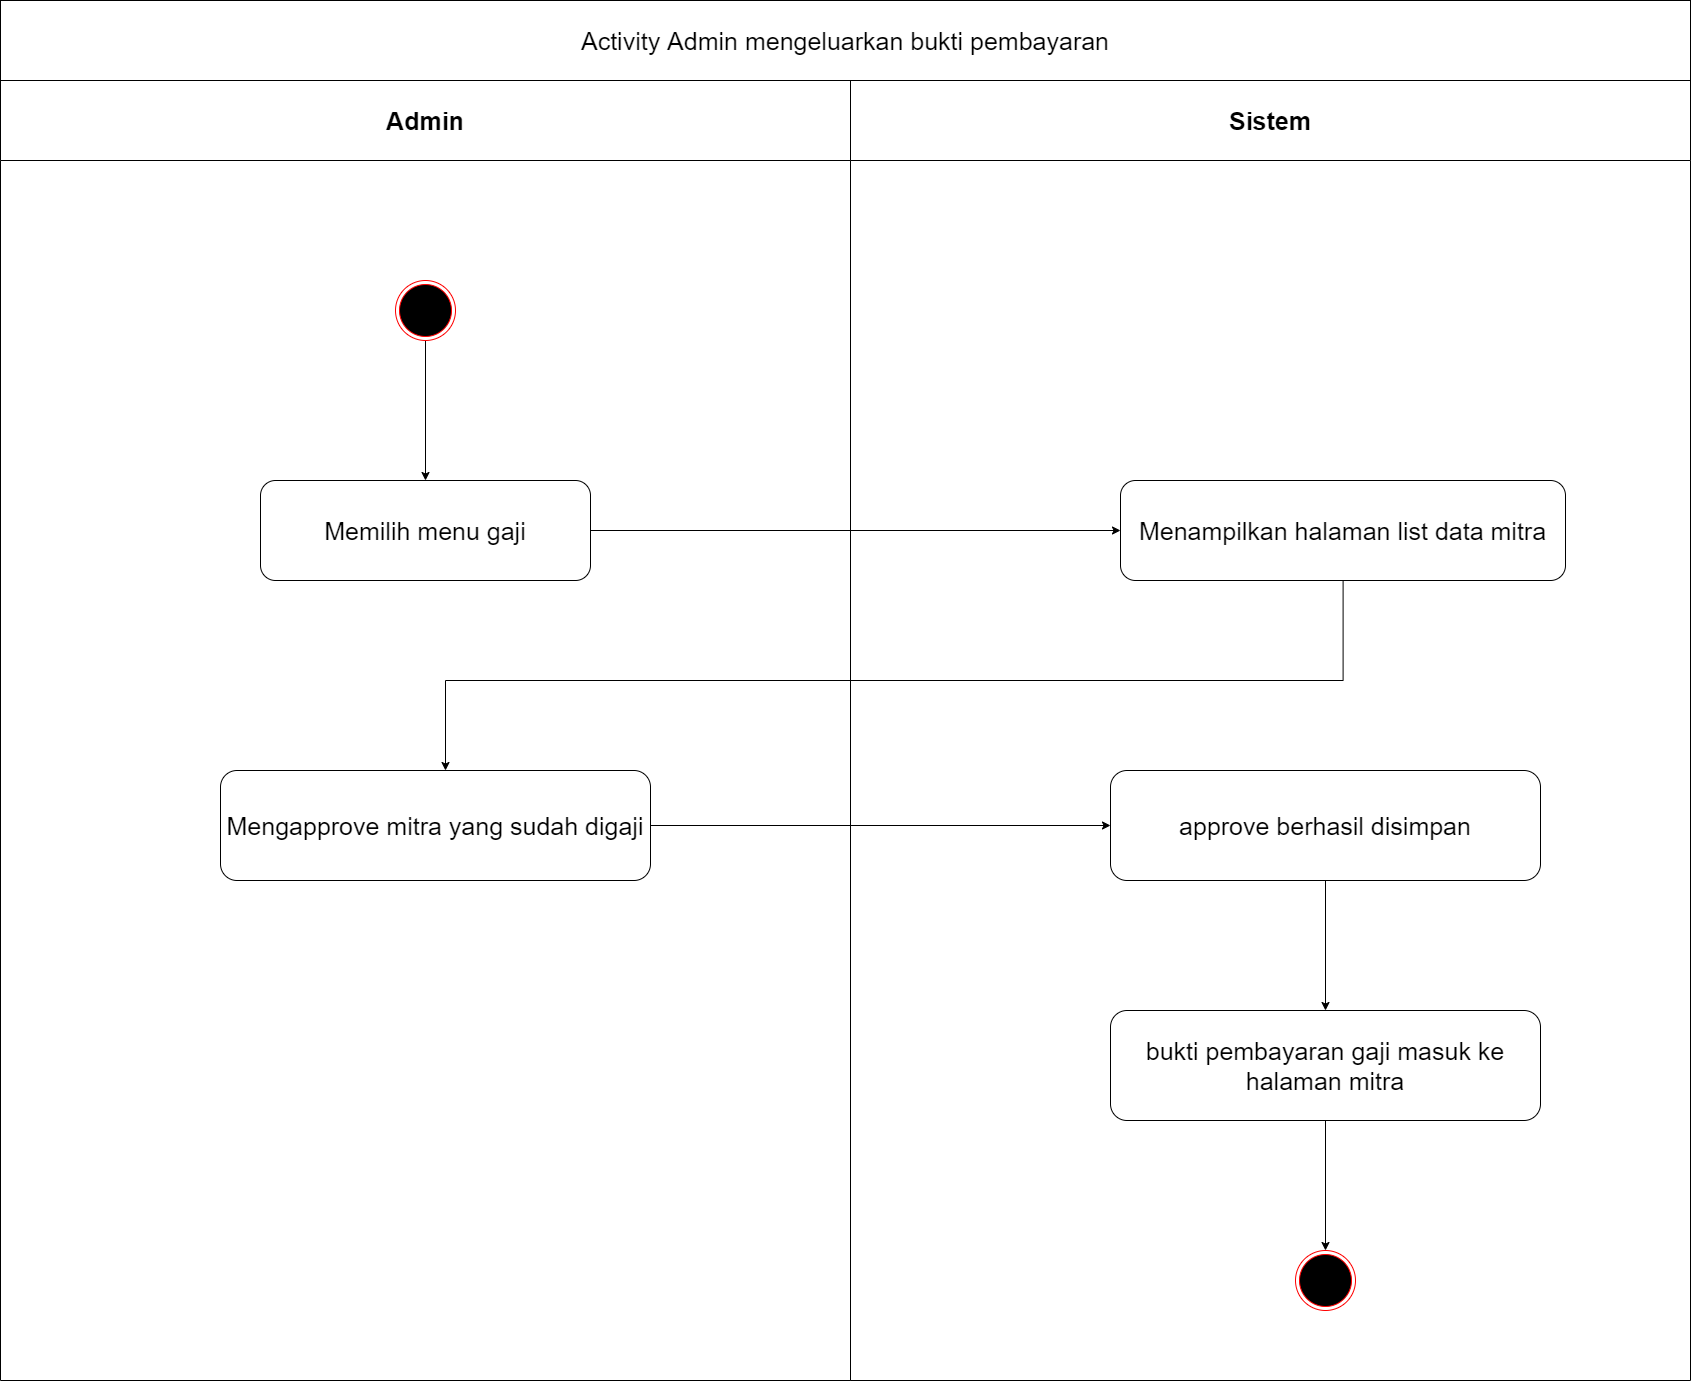 Activity Admin mengeluarkan bukti pembayaran
Admin
Sistem
Memilih menu gaji
Menampilkan halaman list data mitra
Mengapprove mitra yang sudah digaji
approve berhasil disimpan
bukti pembayaran gaji masuk ke
halaman mitra